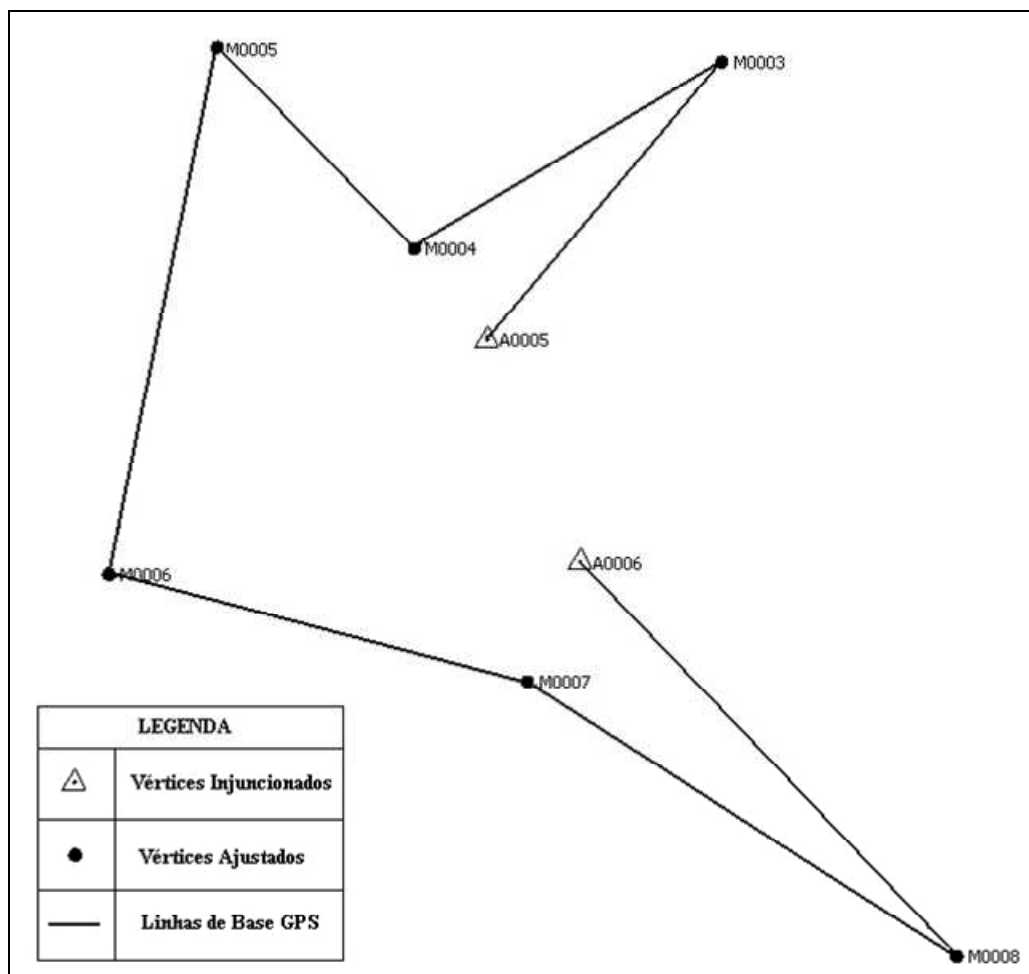 M0005
M0003
M0004
A0005
M0006
A0006
M0007
LEGENDA
Vértices Injuncionados
Vértices Ajustados
Linhas de Base GPS
M0008